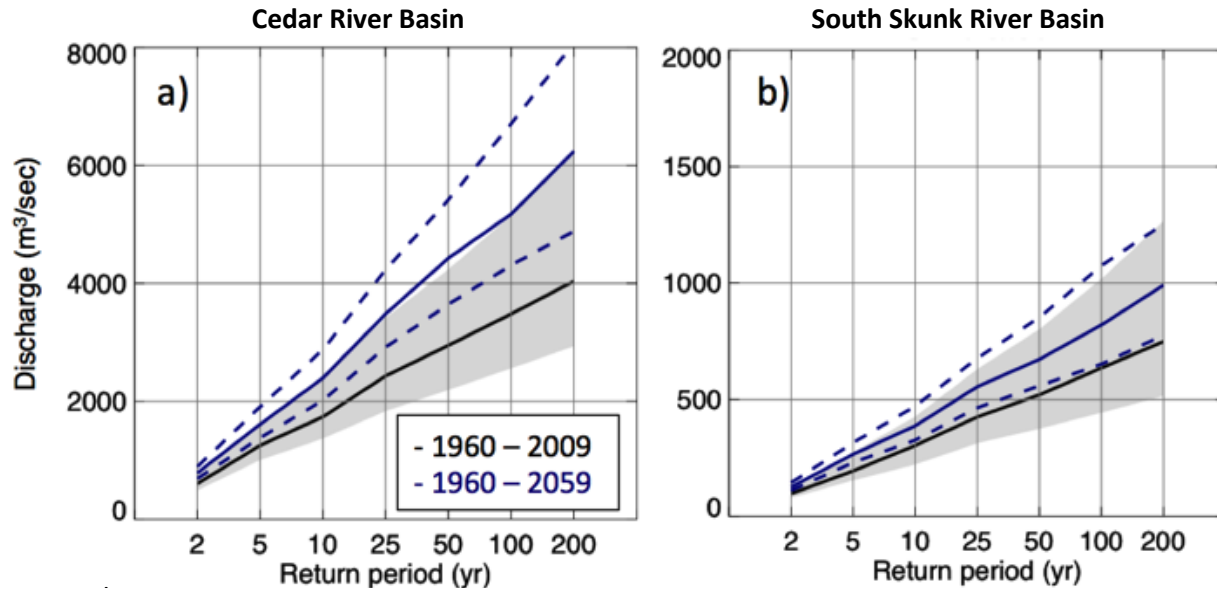 Cedar River Basin
South Skunk River Basin
a)
8000
6000
4000
2000
0
Discharge (m³/sec)
- 1960 – 2009
- 1960 – 2059
2 5 10 25 50 100 200
Return period (yr)
b)
2000
1500
1000
500
0
2 5 10 25 50 100 200
Return period (yr)